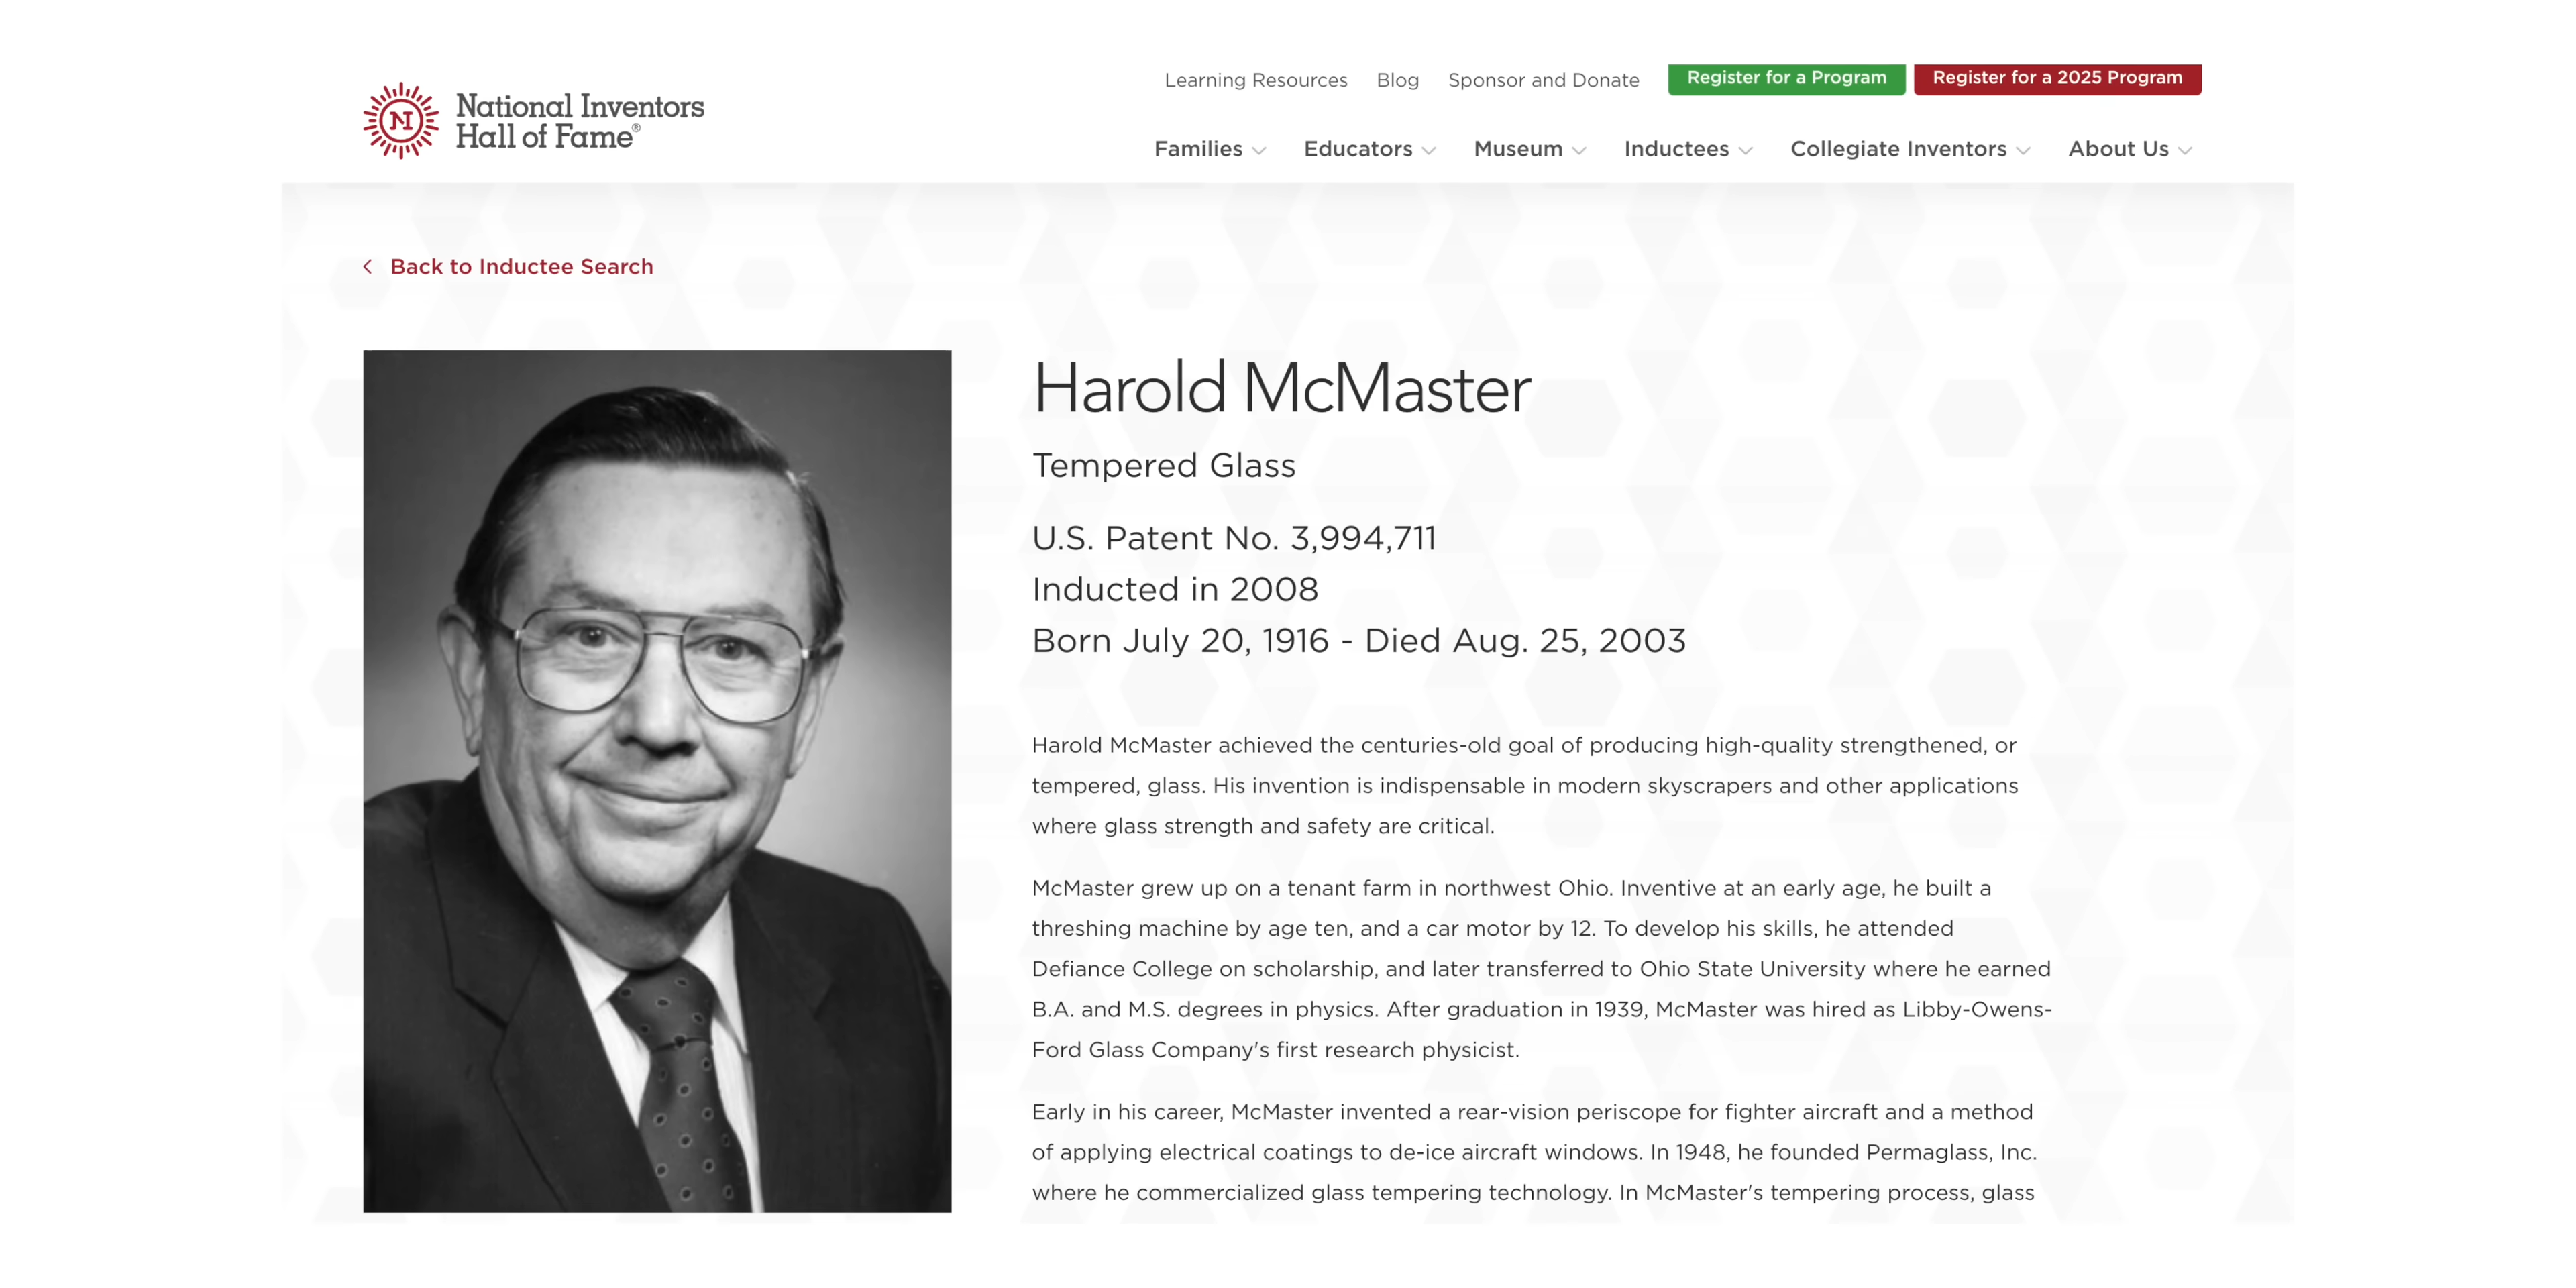 Learning Resources Blog Sponsor and Donate Register for a Program Register for a 2025 Program
National Inventors
Hall of Fame®
Families Educators Museum Inductees Collegiate Inventors About Us
Back to Inductee Search
Harold McMaster
Tempered Glass
U.S. Patent No. 3,994,711
Inducted in 2008
Born July 20, 1916 - Died Aug. 25, 2003
Harold McMaster achieved the centuries-old goal of producing high-quality strengthened, or
tempered, glass. His invention is indispensable in modern skyscrapers and other applications
where glass strength and safety are critical.
McMaster grew up on a tenant farm in northwest Ohio. Inventive at an early age, he built a
threshing machine by age ten, and a car motor by 12. To develop his skills, he attended
Defiance College on scholarship, and later transferred to Ohio State University where he earned
B.A. and M.S. degrees in physics. After graduation in 1939, McMaster was hired as Libby-Owens-
Ford Glass Company's first research physicist.
Early in his career, McMaster invented a rear-vision periscope for fighter aircraft and a method
of applying electrical coatings to de-ice aircraft windows. In 1948, he founded Permaglass, Inc.
where he commercialized glass tempering technology. In McMaster's tempering process, glass